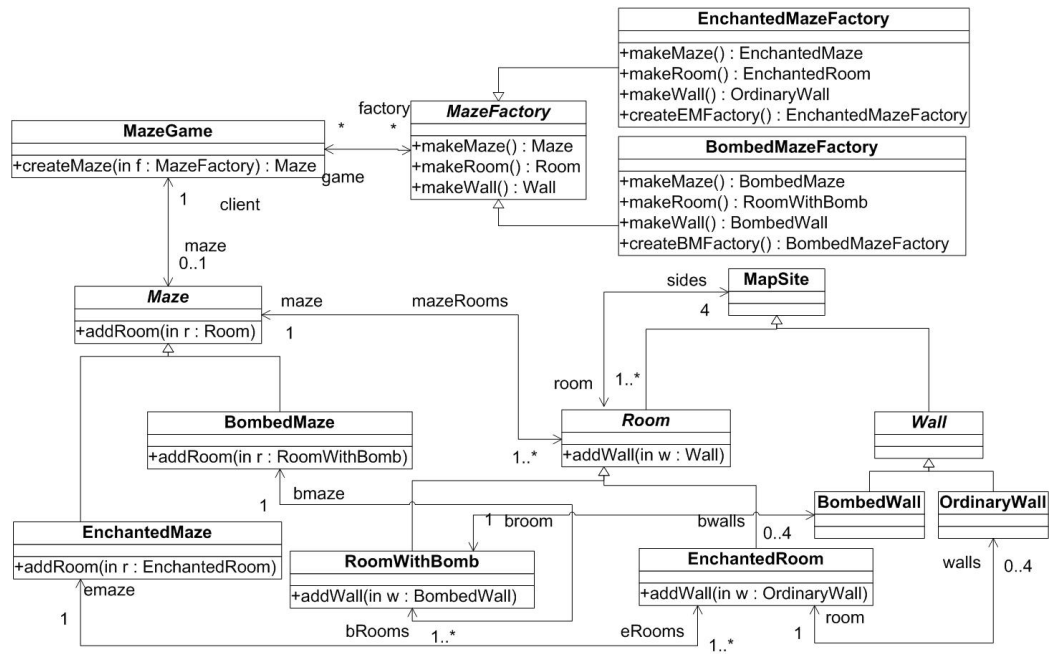 EnchantedMazeFactory
+makeMaze() : EnchantedMaze
+makeRoom() : EnchantedRoom
+makeWall() : OrdinaryWall
+createEMFactory() : EnchantedMazeFactory
factory
MazeFactory
* *
+makeMaze() : Maze
+makeRoom() : Room
+makeWall() : Wall
MazeGame
+createMaze(in f : MazeFactory) : Maze
game
BombedMazeFactory
+makeMaze() : BombedMaze
+makeRoom() : RoomWithBomb
+makeWall() : BombedWall
+createBMFactory() : BombedMazeFactory
1
client
maze
0..1
Maze
+addRoom(in r : Room)
maze
1
mazeRooms
1..*
sides
4
MapSite
room
1..*
Room
+addWall(in w : Wall)
Wall
BombedMaze
+addRoom(in r : RoomWithBomb)
1
bmaze
EnchantedMaze
+addRoom(in r : EnchantedRoom)
emaze
1
RoomWithBomb
+addWall(in w : BombedWall)
bRooms
1..*
1
broom
bwalls
0..4
BombedWall
OrdinaryWall
EnchantedRoom
+addWall(in w : OrdinaryWall)
eRooms
1..*
walls
0..4
room
1